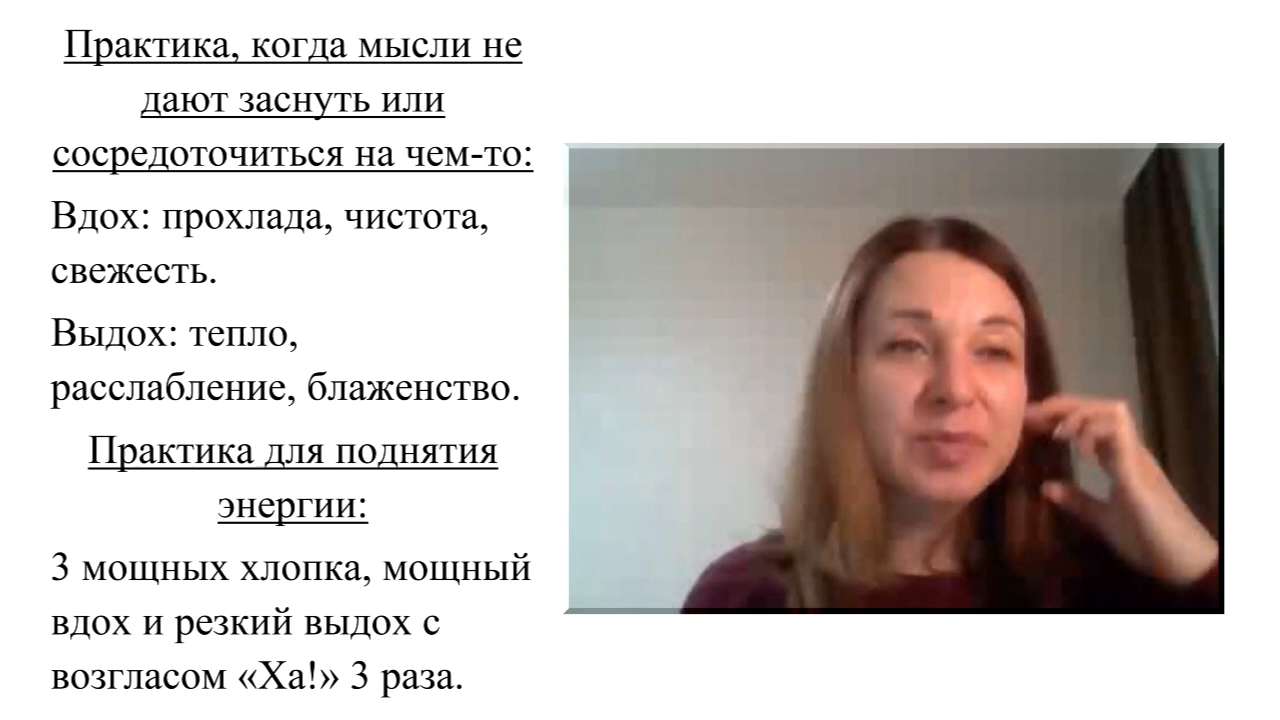 Практика, когда мысли не
дают заснуть или
сосредоточиться на чем-то:
Вдох: прохлада, чистота,
свежесть.
Выдох: тепло,
расслабление, блаженство.
Практика для поднятия
энергии:
3 мощных хлопка, мощный
вдох и резкий выдох с
возгласом «Ха!» 3 раза.